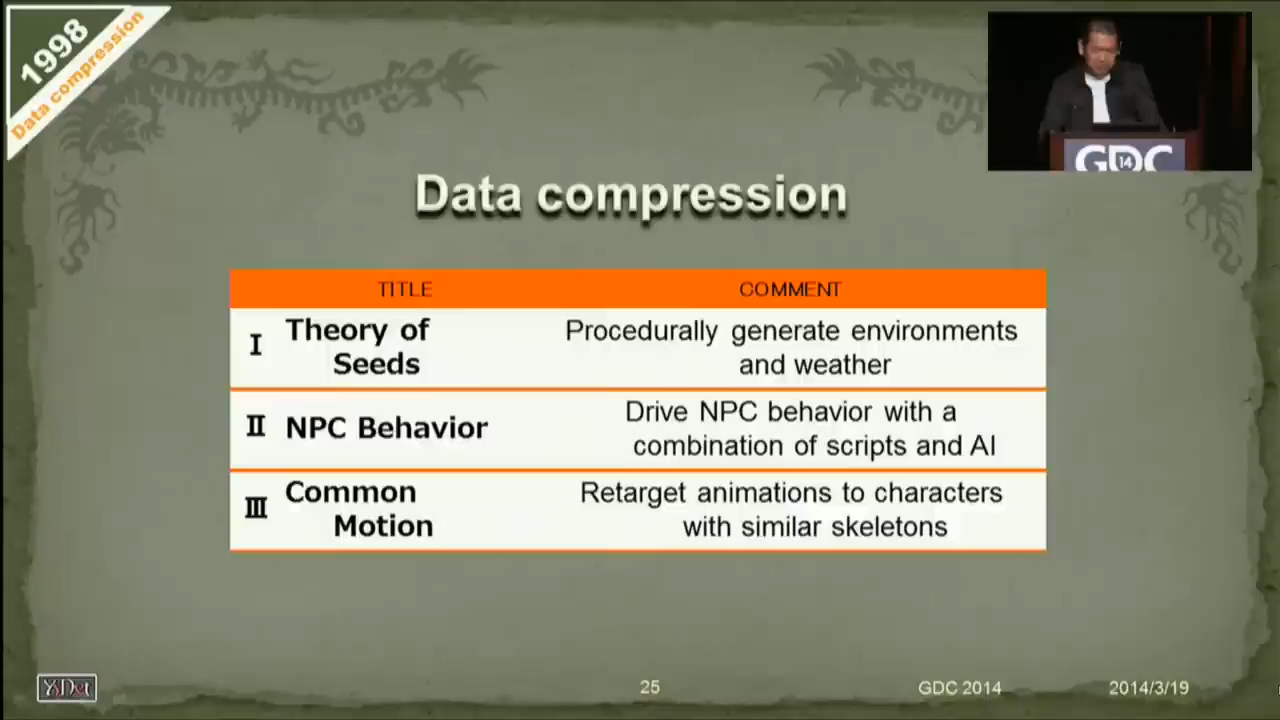 1998
Data compression
GDC
14
Data compression
TITLE COMMENT
I Theory of Seeds Procedurally generate environments
and weather
II NPC Behavior Drive NPC behavior with a
combination of scripts and AI
III Common Motion Retarget animations to characters
with similar skeletons
YSNet 25 GDC 2014 2014/3/19